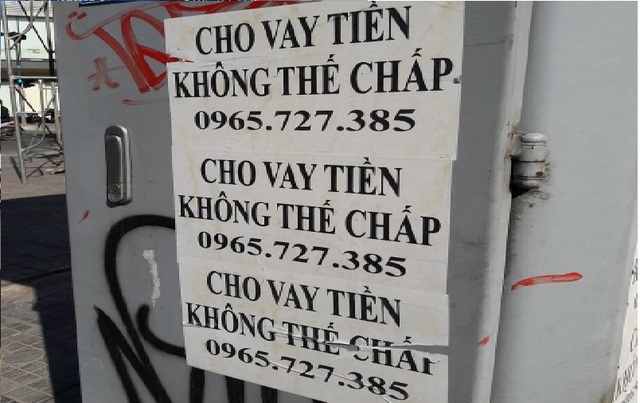 CHO VAY TIỀN
KHÔNG THẾ CHẤP
0965.727.385
CHO VAY TIỀN
KHÔNG THẾ CHẤP
0965.727.385
CHO VAY TIỀN
KHÔNG THẾ CHẤP
0965.727.385